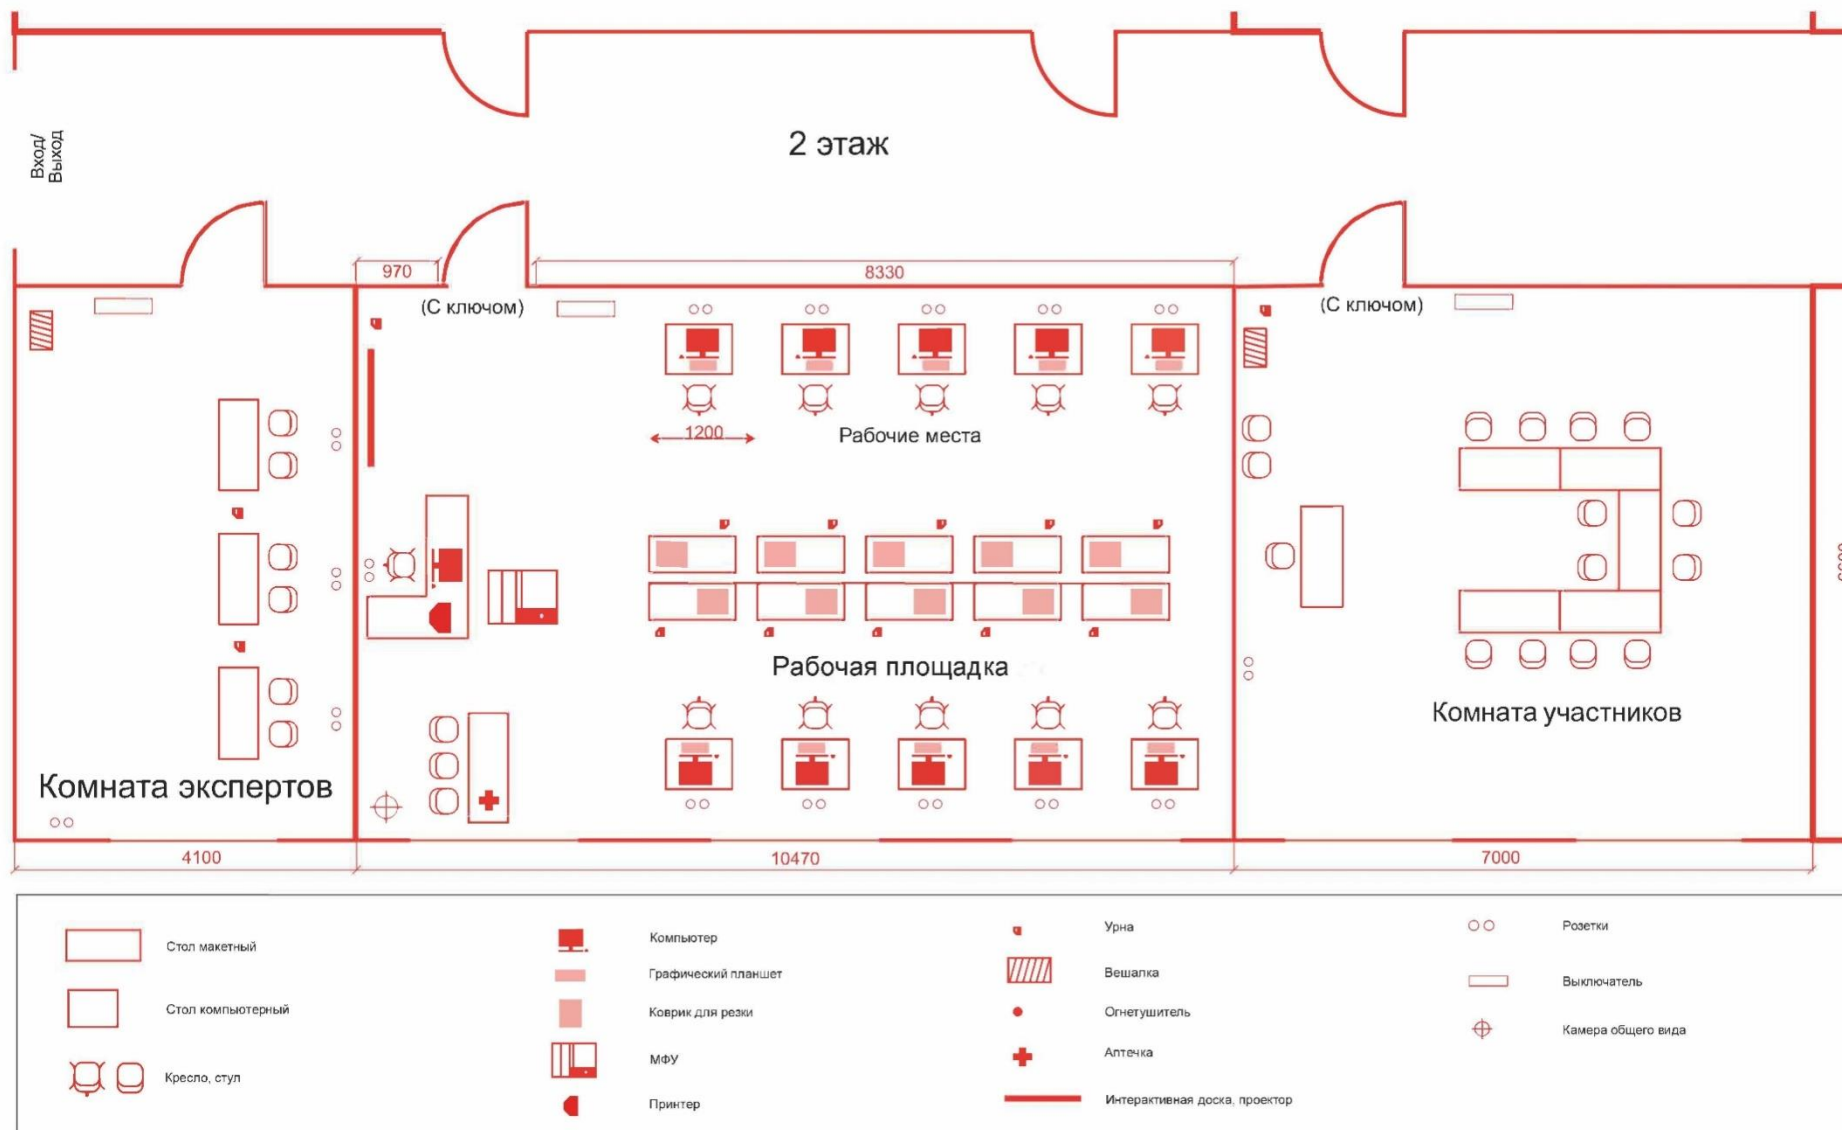 2 этаж
Вход/
Выход
970
8330
(С ключом)
(С ключом)
1200
Рабочие места
Рабочая площадка
Комната участников
Комната экспертов
4100
10470
7000
Стол макетный
Стол компьютерный
Кресло, стул
Компьютер
Графический планшет
Коврик для резки
МФУ
Принтер
Урна
Вешалка
Огнетушитель
Аптечка
Интерактивная доска, проектор
Розетки
Выключатель
Камера общего вида